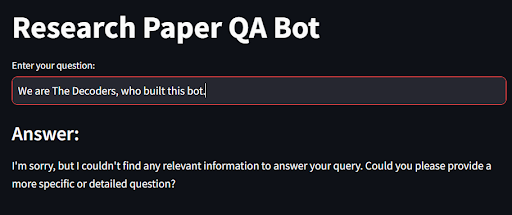 Research Paper QA Bot
Enter your question:
We are The Decoders, who built this bot.
Answer:
I'm sorry, but I couldn't find any relevant information to answer your query. Could you please provide a
more specific or detailed question?